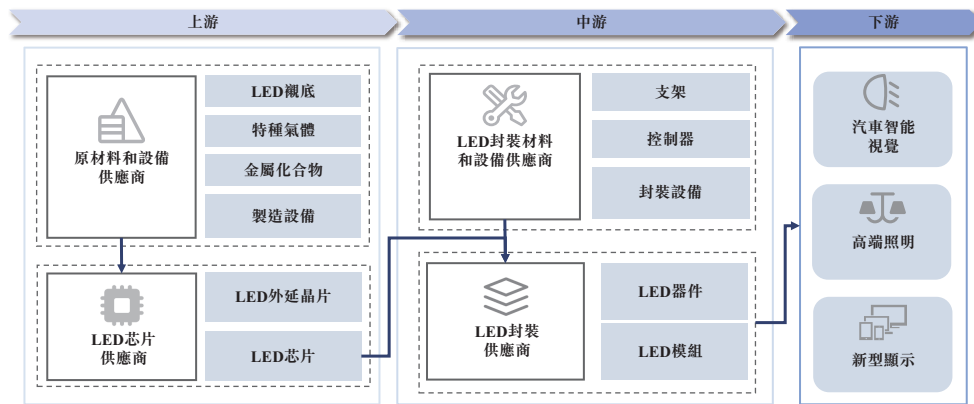 上游
中游
下游
原材料和設備
供應商
LED襯底
特種氣體
金屬化合物
製造設備
LED芯片
供應商
LED外延晶片
LED芯片
LED封裝材料
和設備供應商
支架
控制器
封裝設備
LED封裝
供應商
LED器件
LED模組
汽車智能
視覺
高端照明
新型顯示